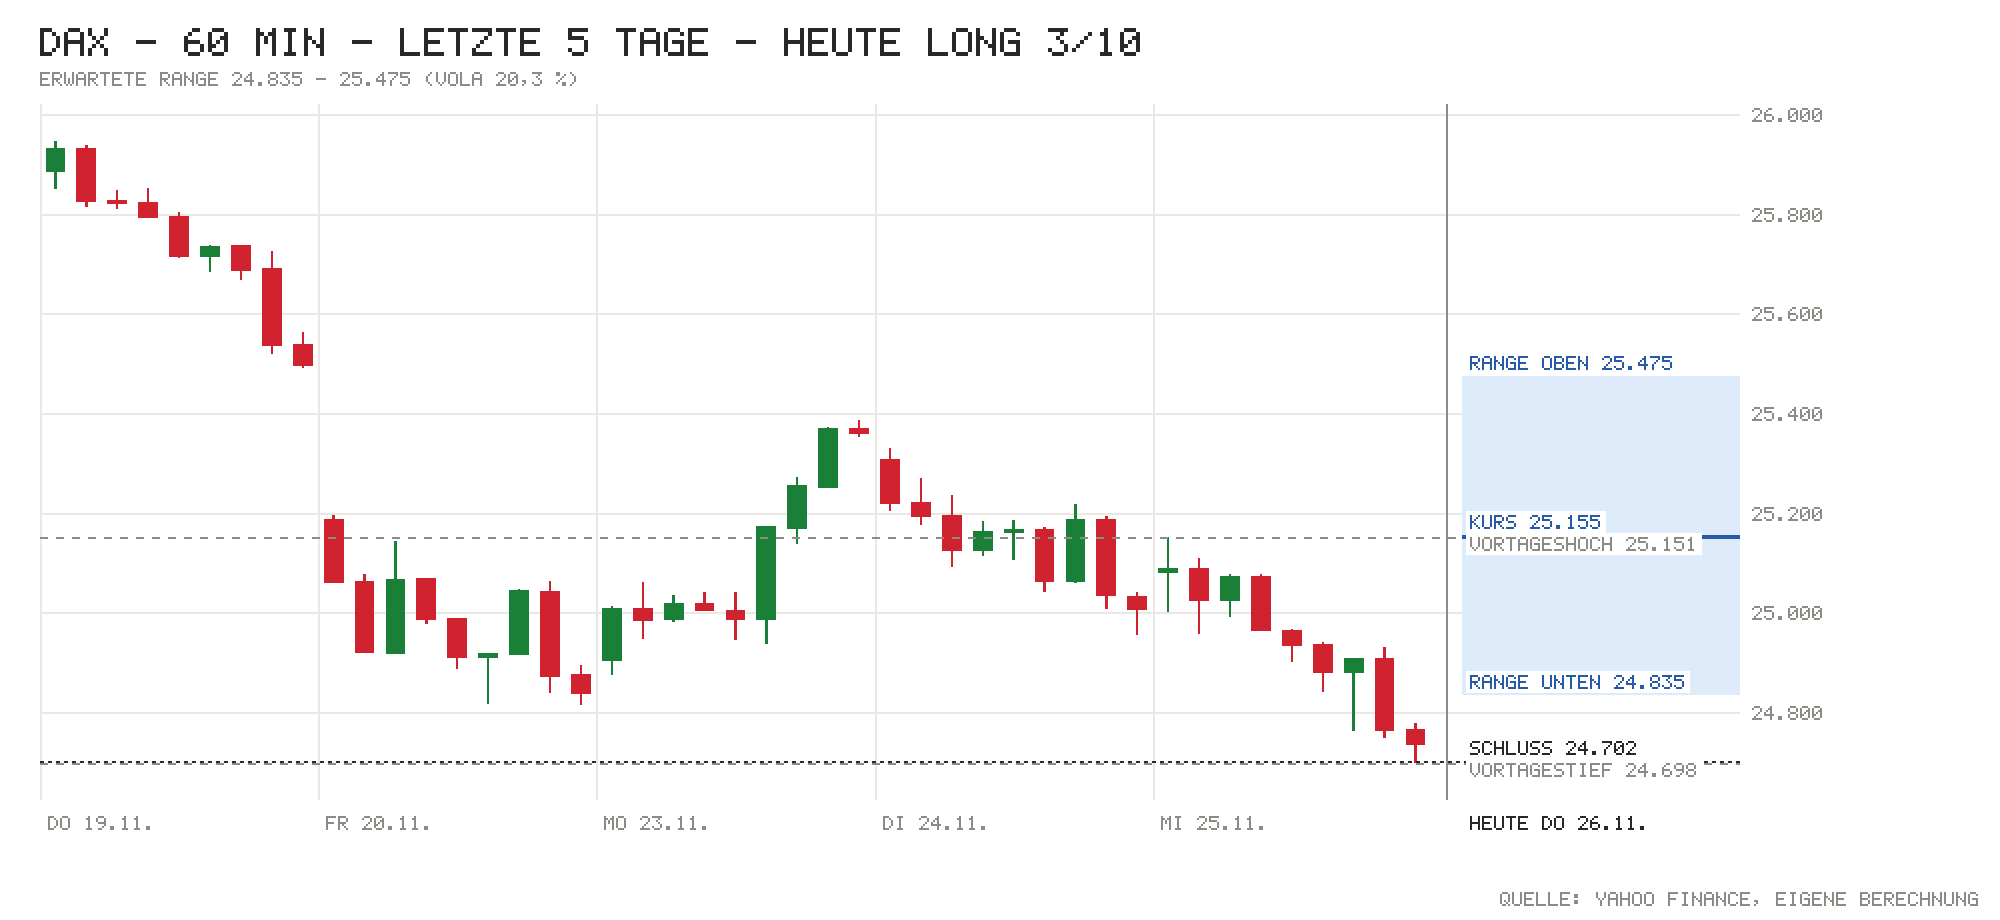 DAX - 60 MIN - LETZTE 5 TAGE - HEUTE LONG 3/10
ERWARTETE RANGE 24.835 - 25.475 (VOLA 20,3 %)
26.000
25.800
25.600
RANGE OBEN 25.475
25.400
25.200
KURS 25.155
VORTAGESHOCH 25.151
25.000
RANGE UNTEN 24.835
24.800
SCHLUSS 24.702
VORTAGESTIEF 24.698
DO 19.11. FR 20.11. MO 23.11. DI 24.11. MI 25.11. HEUTE DO 26.11.
QUELLE: YAHOO FINANCE, EIGENE BERECHNUNG